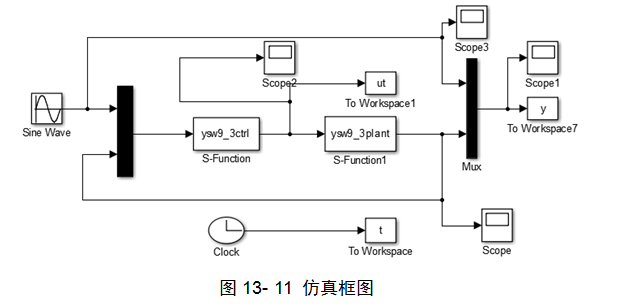 Scope3
Scope2
Scope1
ut
To Workspace1
y
To Workspace7
Sine Wave
ysw9_3ctrl
S-Function
ysw9_3plant
S-Function1
Mux
Clock
t
To Workspace
Scope
图 13- 11 仿真框图